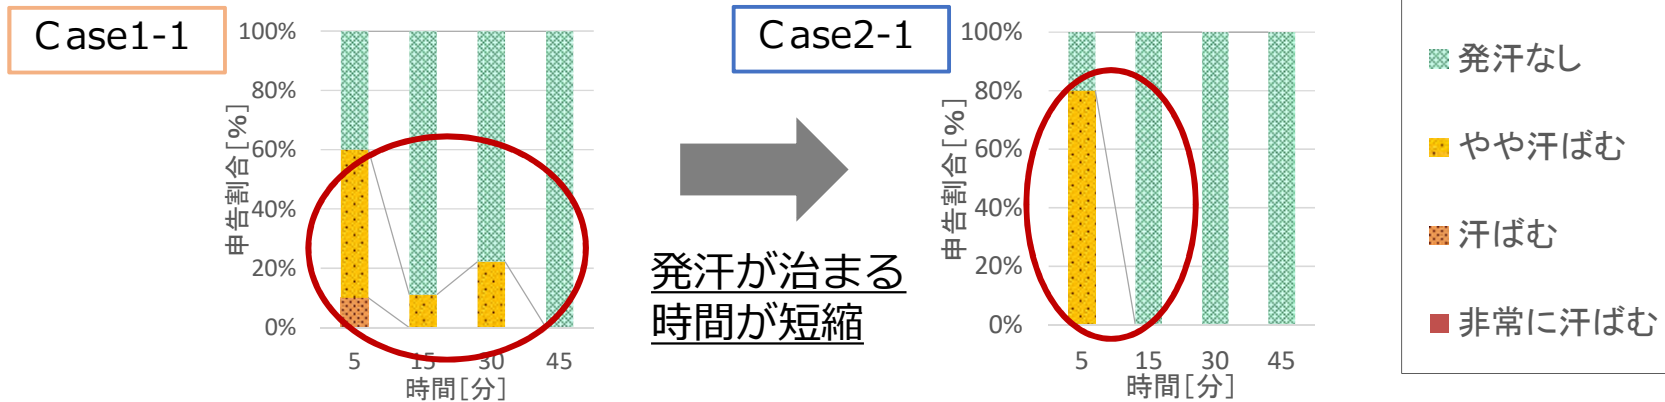 Case1-1
100%
80%
60%
40%
20%
0%
申告割合[%]
5 15 30 45
時間[分]
発汗が治まる
時間が短縮
Case2-1
100%
80%
60%
40%
20%
0%
申告割合[%]
5 15 30 45
時間[分]
発汗なし
やや汗ばむ
汗ばむ
非常に汗ばむ